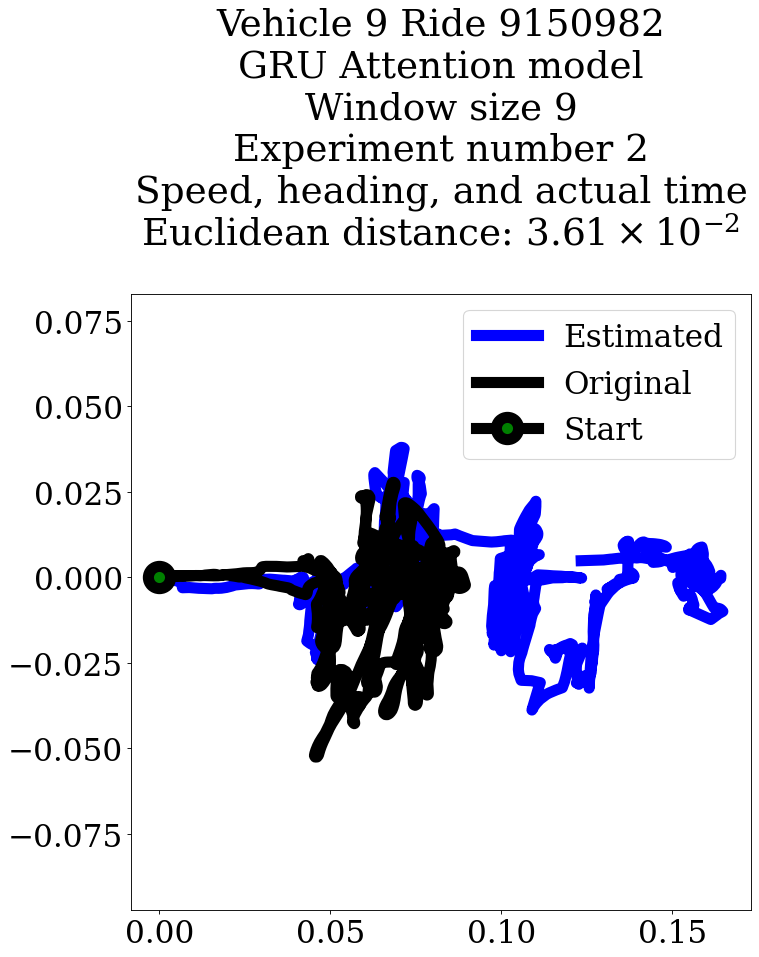 Vehicle 9 Ride 9150982
GRU Attention model
Window size 9
Experiment number 2
Speed, heading, and actual time
Euclidean distance: 3.61 × 10⁻²
Estimated
Original
Start
0.075
0.050
0.025
0.000
−0.025
−0.050
−0.075
0.00 0.05 0.10 0.15